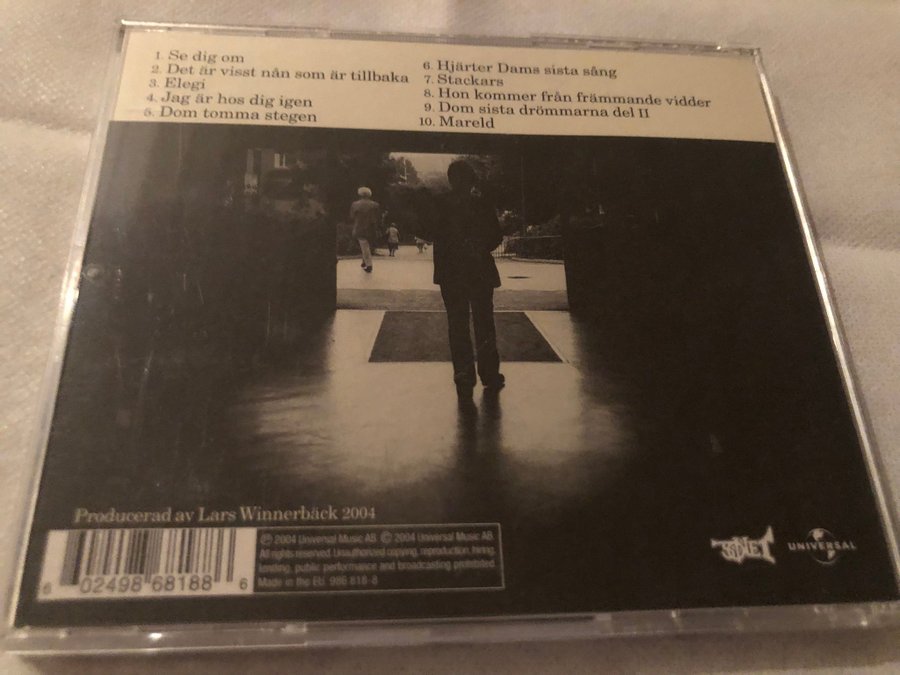 1. Se dig om
2. Det är visst nån som är tillbaka
3. Elegi
4. Jag är hos dig igen
5. Dom tomma stegen
6. Hjärter Dams sista sång
7. Stackars
8. Hon kommer från främmande vidder
9. Dom sista drömmarna del II
10. Mareld
Producerad av Lars Winnerbäck 2004
6 02498 68188 6
℗ 2004 Universal Music AB. © 2004 Universal Music AB.
All rights reserved. Unauthorized copying, reproduction, hiring,
lending, public performance and broadcasting prohibited.
Made in the EU. 986 818-8
UNIVERSAL